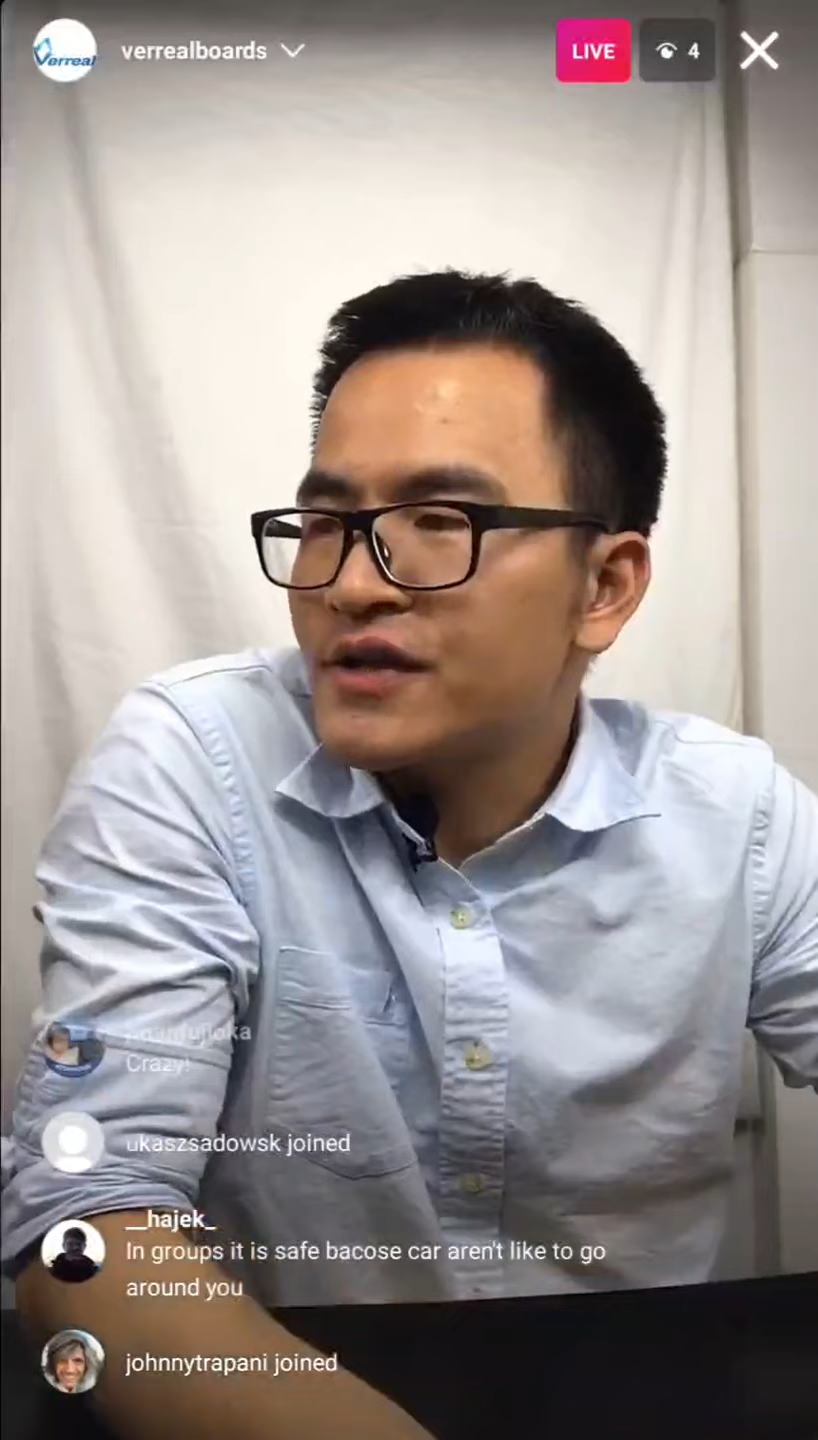 Verreal
verrealboards
LIVE
4
Crazy!
ukaszsadowsk joined
__hajek_
In groups it is safe bacose car aren't like to go
around you
johnnytrapani joined